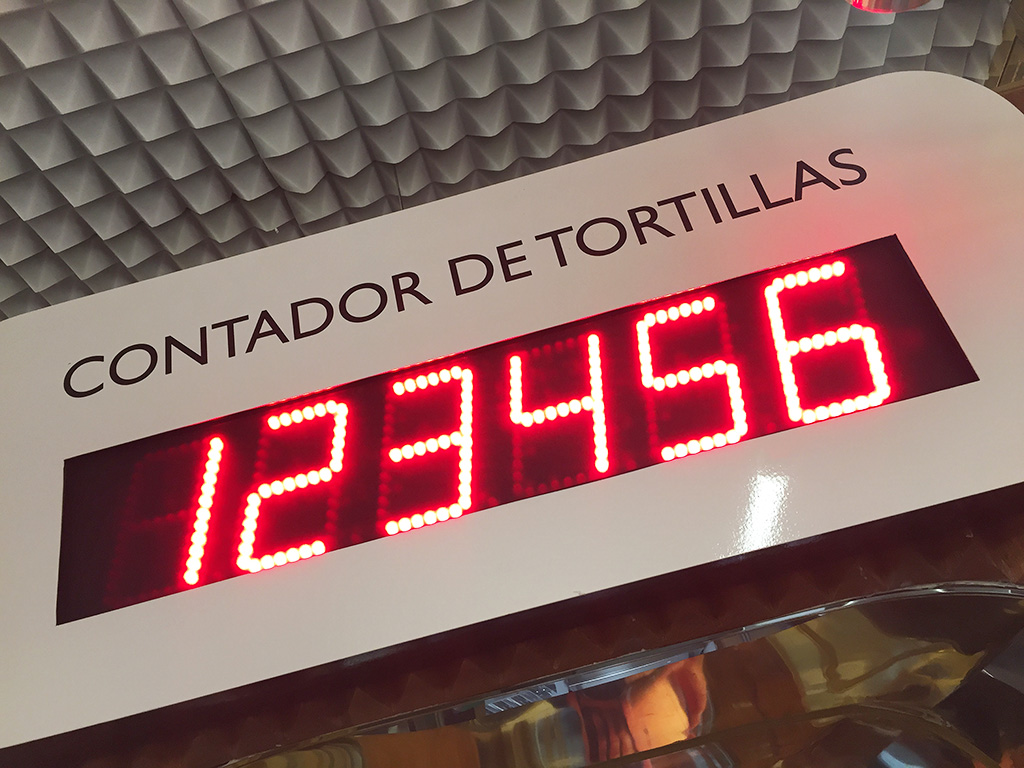 CONTADOR DE TORTILLAS
123456